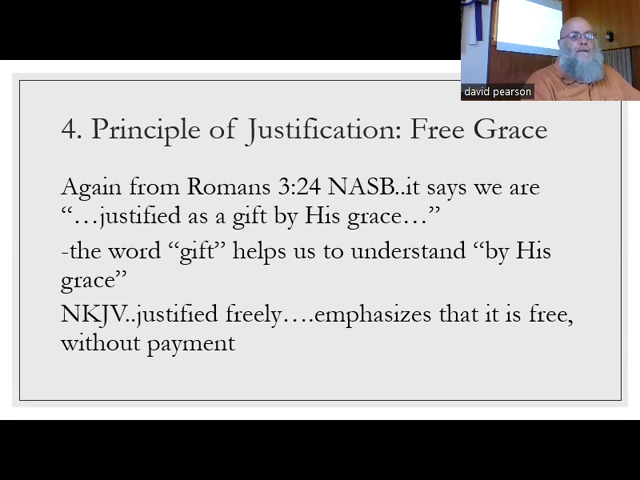 david pearson
4. Principle of Justification: Free Grace
Again from Romans 3:24 NASB..it says we are
“…justified as a gift by His grace…”
-the word “gift” helps us to understand “by His
grace”
NKJV..justified freely….emphasizes that it is free,
without payment